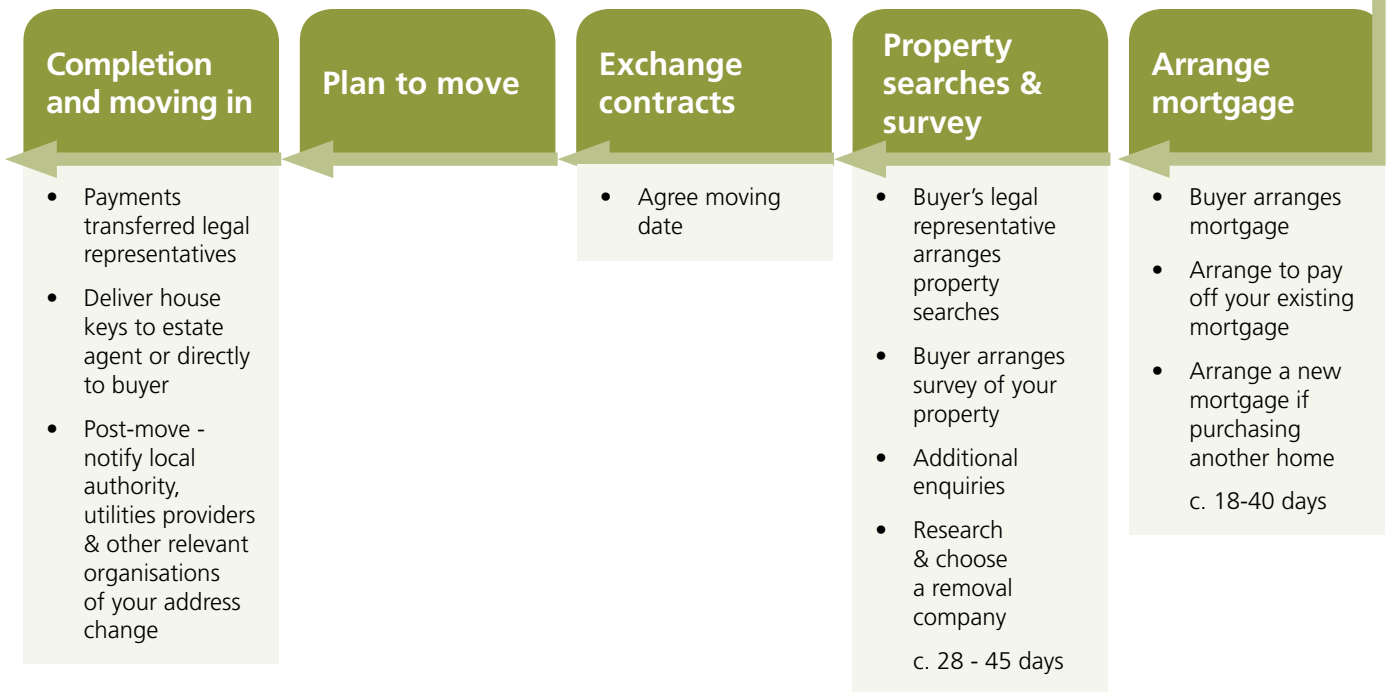 Completion
and moving in
Payments
transferred legal
representatives
Deliver house
keys to estate
agent or directly
to buyer
Post-move -
notify local
authority,
utilities providers
& other relevant
organisations
of your address
change
Plan to move
Exchange
contracts
Agree moving
date
Property
searches &
survey
Buyer’s legal
representative
arranges
property
searches
Buyer arranges
survey of your
property
Additional
enquiries
Research
& choose
a removal
company
c. 28 - 45 days
Arrange
mortgage
Buyer arranges
mortgage
Arrange to pay
off your existing
mortgage
Arrange a new
mortgage if
purchasing
another home
c. 18-40 days